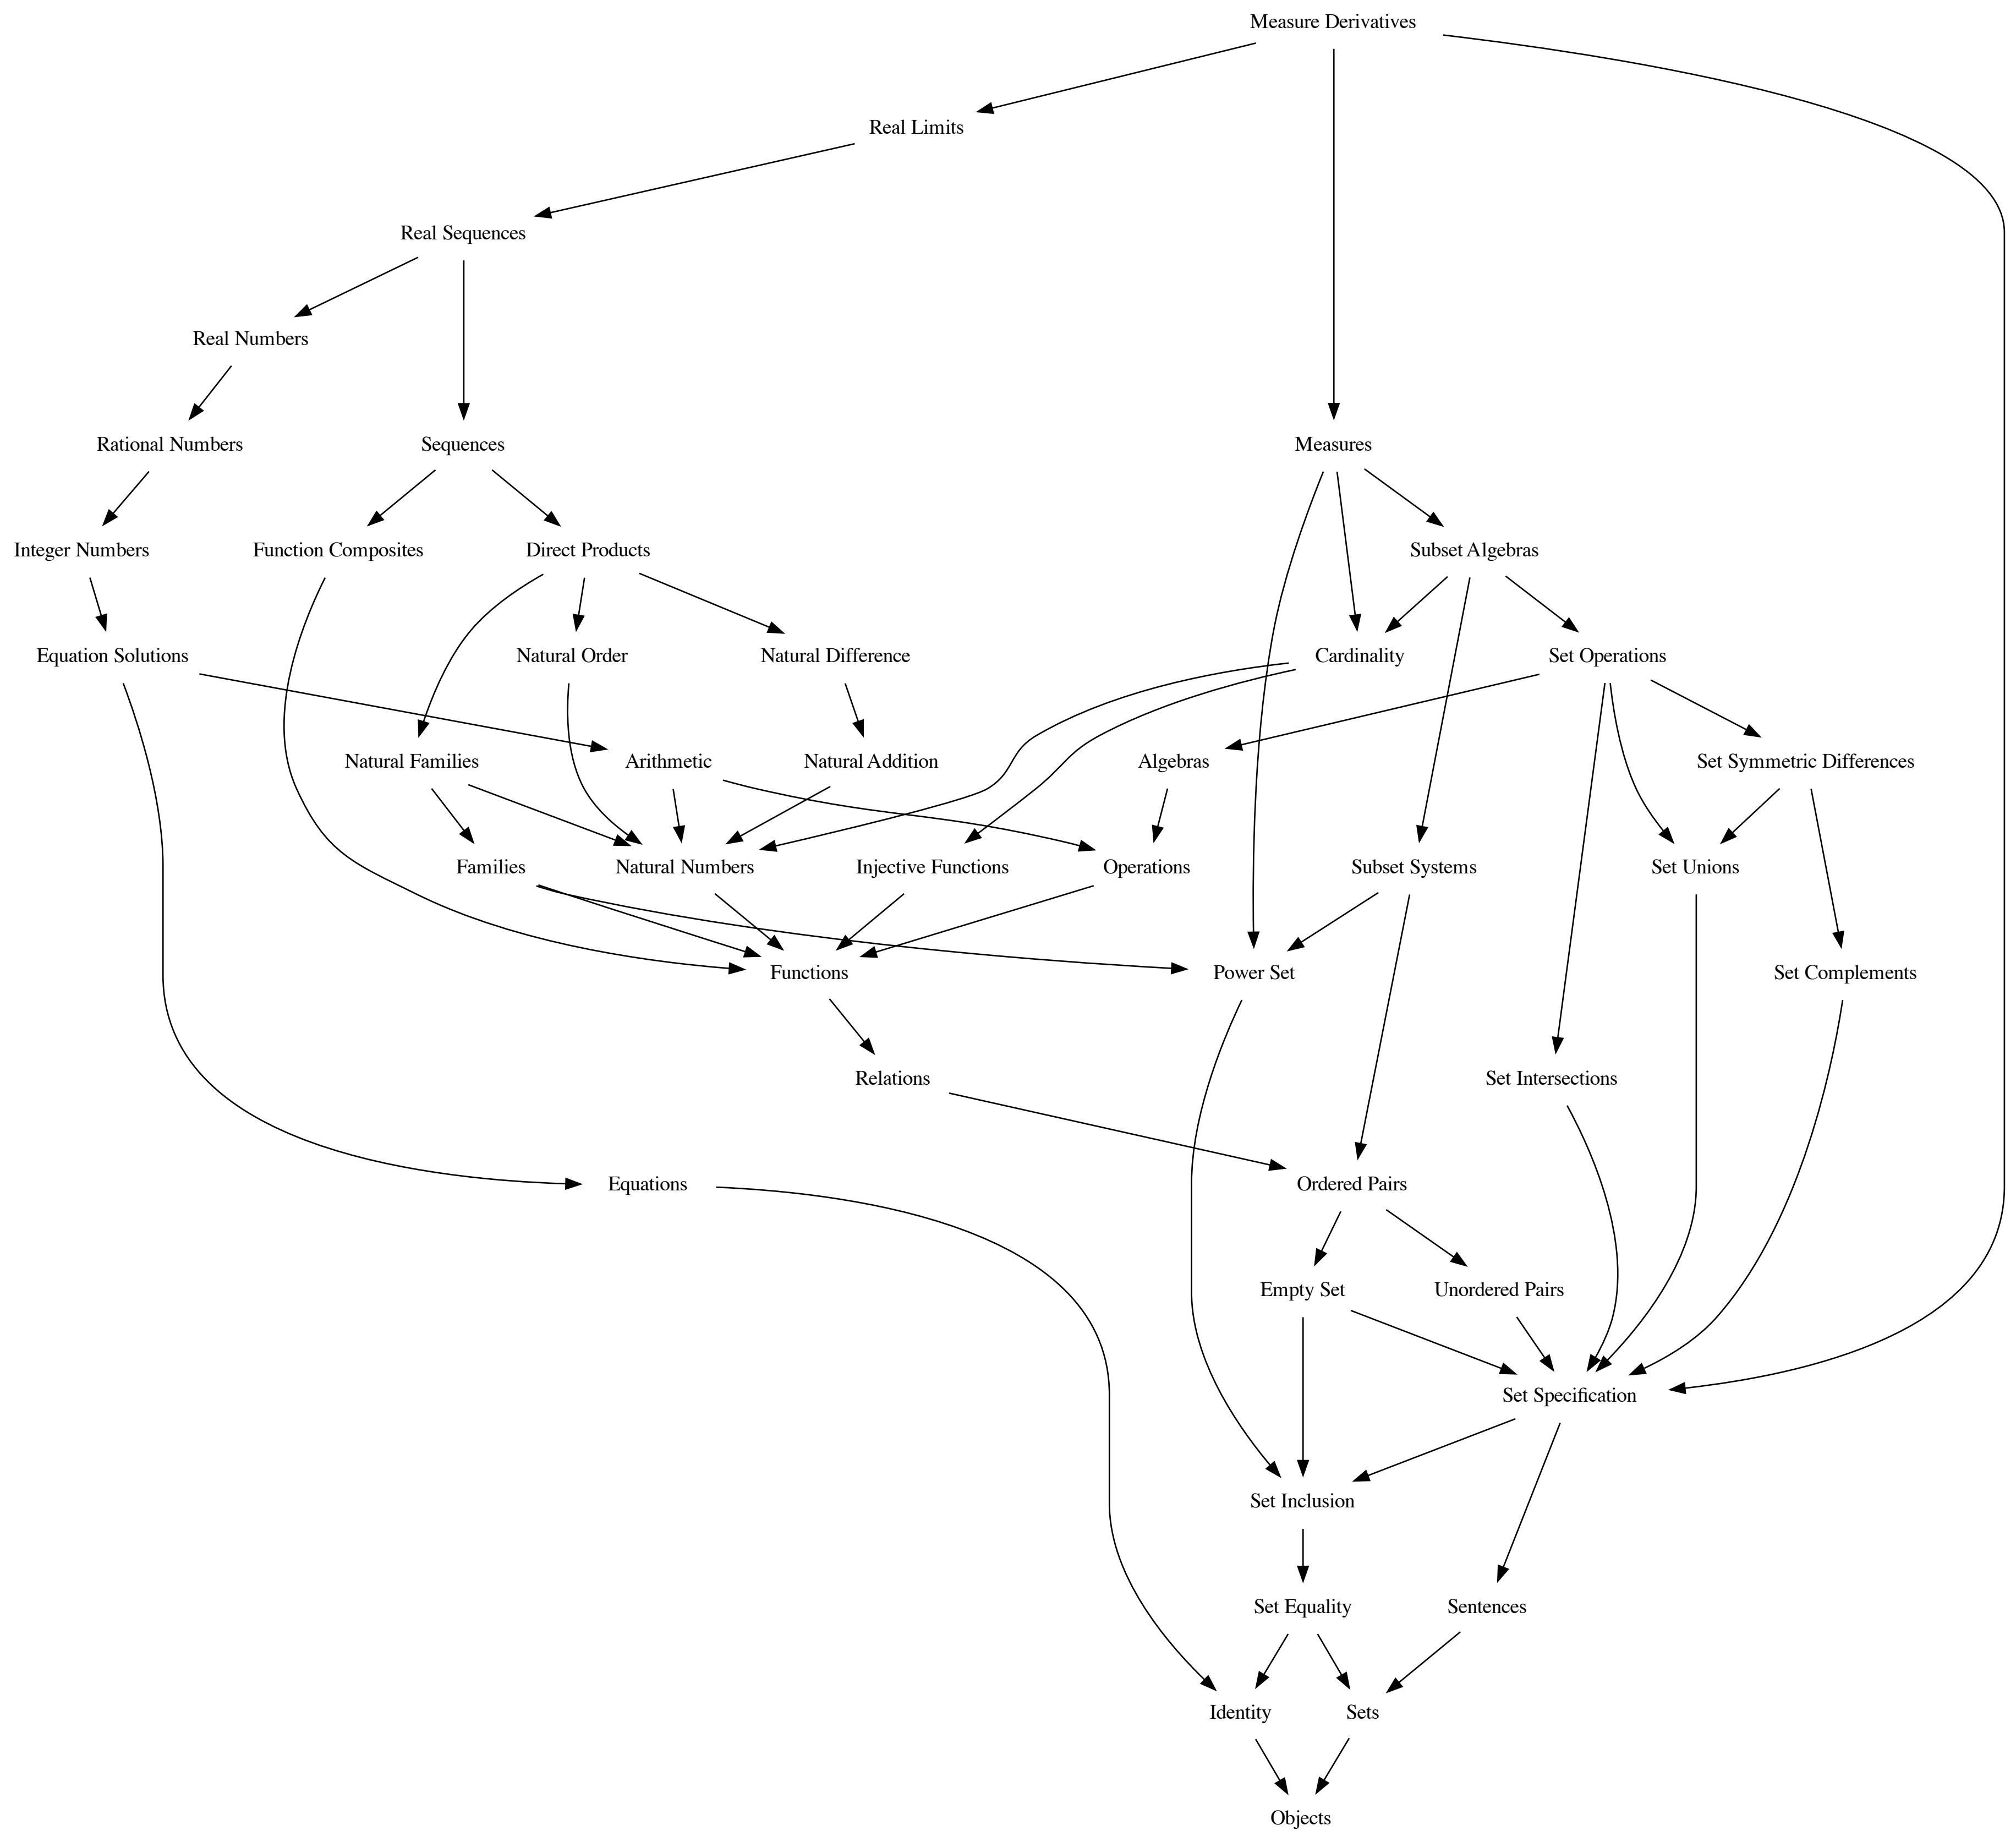 Measure Derivatives
Real Limits
Real Sequences
Real Numbers
Rational Numbers
Sequences
Measures
Integer Numbers
Function Composites
Direct Products
Subset Algebras
Equation Solutions
Natural Order
Natural Difference
Cardinality
Set Operations
Natural Families
Arithmetic
Natural Addition
Algebras
Set Symmetric Differences
Families
Natural Numbers
Injective Functions
Operations
Subset Systems
Set Unions
Functions
Power Set
Set Complements
Relations
Set Intersections
Equations
Ordered Pairs
Empty Set
Unordered Pairs
Set Specification
Set Inclusion
Set Equality
Sentences
Identity
Sets
Objects